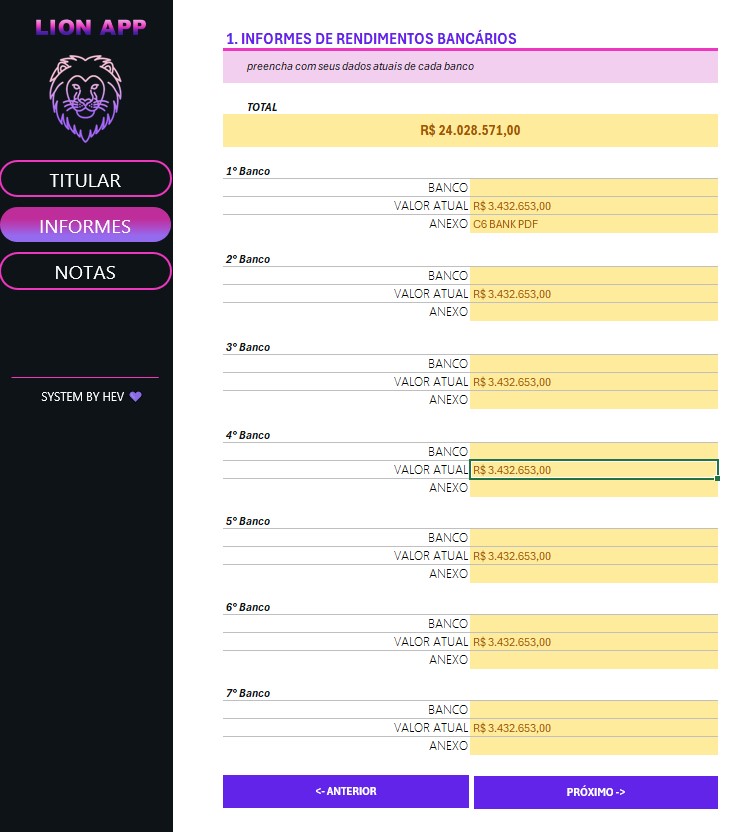 LION APP
TITULAR
INFORMES
NOTAS
SYSTEM BY HEV
1. INFORMES DE RENDIMENTOS BANCÁRIOS
preencha com seus dados atuais de cada banco
TOTAL
R$ 24.028.571,00
1º Banco
BANCO
VALOR ATUAL R$ 3.432.653,00
ANEXO C6 BANK PDF
2º Banco
BANCO
VALOR ATUAL R$ 3.432.653,00
ANEXO
3º Banco
BANCO
VALOR ATUAL R$ 3.432.653,00
ANEXO
4º Banco
BANCO
VALOR ATUAL R$ 3.432.653,00
ANEXO
5º Banco
BANCO
VALOR ATUAL R$ 3.432.653,00
ANEXO
6º Banco
BANCO
VALOR ATUAL R$ 3.432.653,00
ANEXO
7º Banco
BANCO
VALOR ATUAL R$ 3.432.653,00
ANEXO
<- ANTERIOR
PRÓXIMO ->